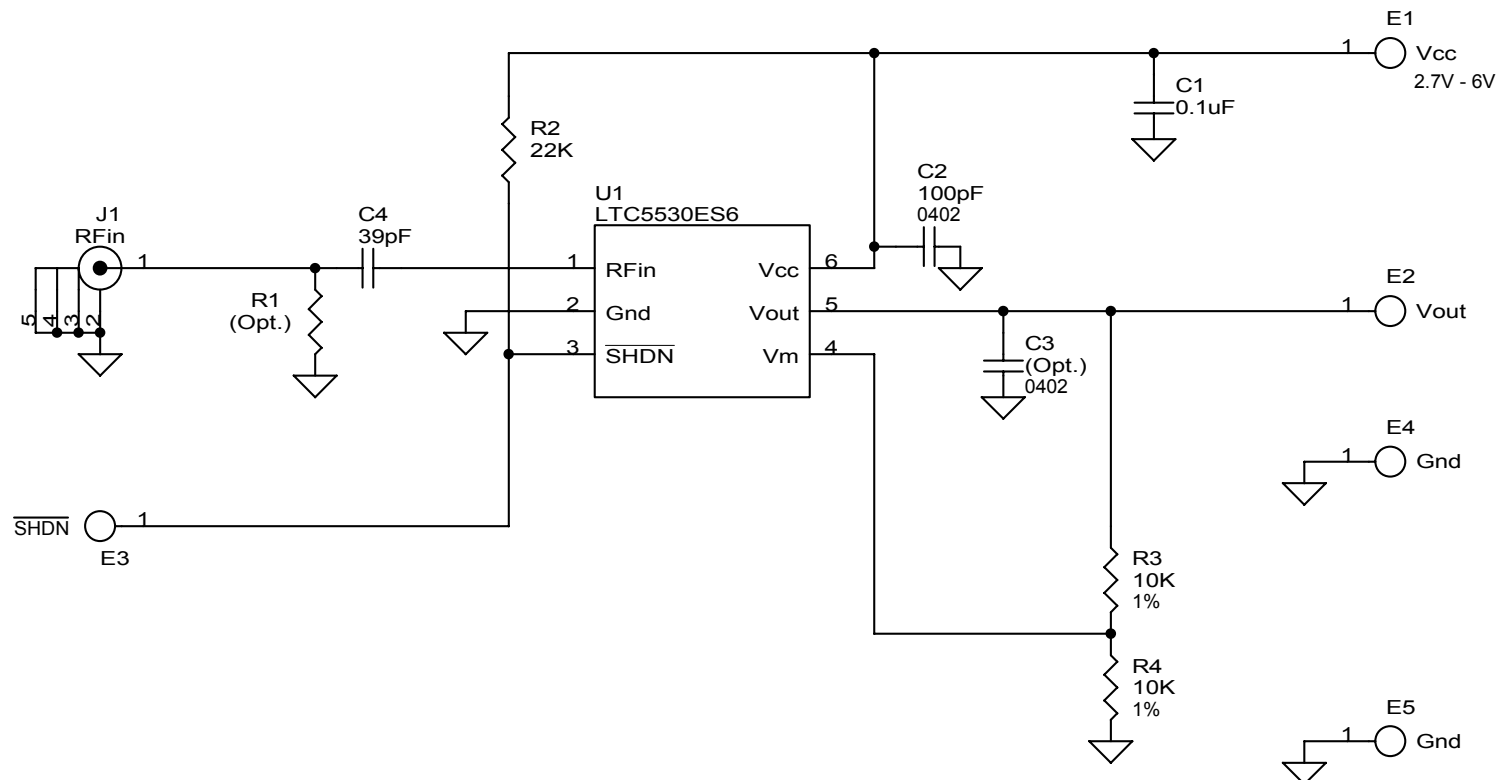 E1
1
Vcc
2.7V - 6V
C1
0.1uF
R2
22K
C2
100pF
0402
U1
LTC5530ES6
J1
RFin
1
5
4
3
2
C4
39pF
R1
(Opt.)
1
RFin
2
Gnd
3
SHDN
Vcc
6
Vout
5
Vm
4
C3
(Opt.)
0402
E2
1
Vout
E4
1
Gnd
SHDN
1
E3
R3
10K
1%
R4
10K
1%
E5
1
Gnd